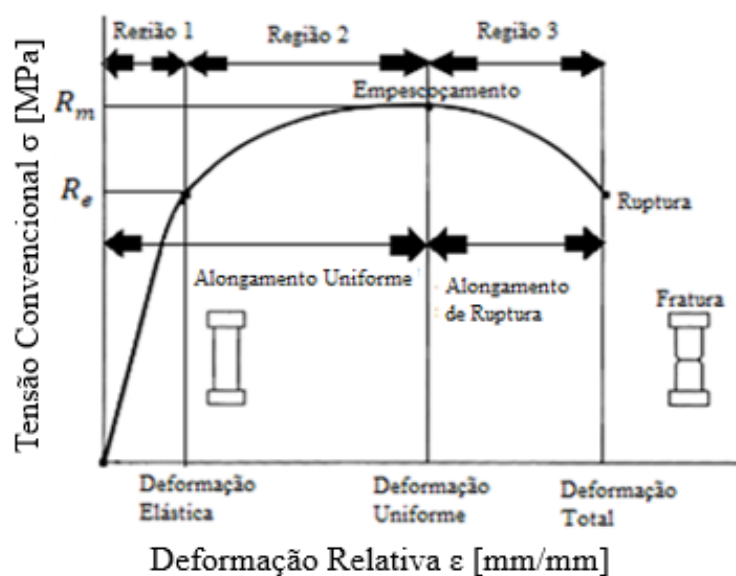 Região 1
Região 2
Região 3
Tensão Convencional σ [MPa]
Empescoçamento
Rm
Re
Ruptura
Alongamento Uniforme
Alongamento
de Ruptura
Fratura
Deformação
Elástica
Deformação
Uniforme
Deformação
Total
Deformação Relativa ε [mm/mm]